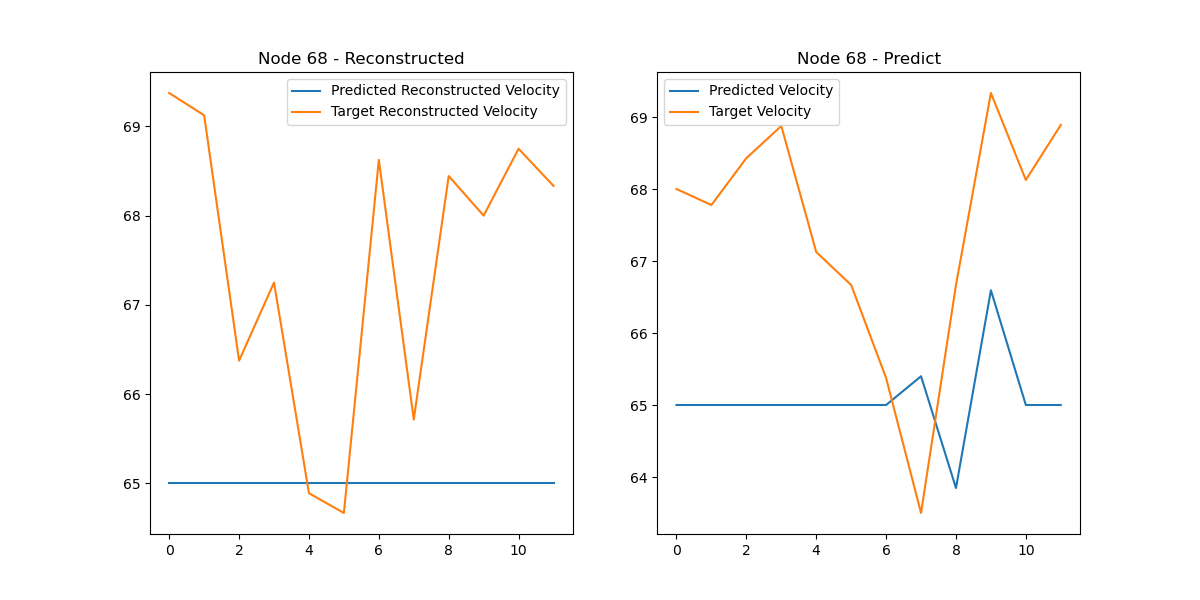 Node 68 - Reconstructed
Predicted Reconstructed Velocity
Target Reconstructed Velocity
69
68
67
66
65
0 2 4 6 8 10
Node 68 - Predict
Predicted Velocity
Target Velocity
69
68
67
66
65
64
0 2 4 6 8 10